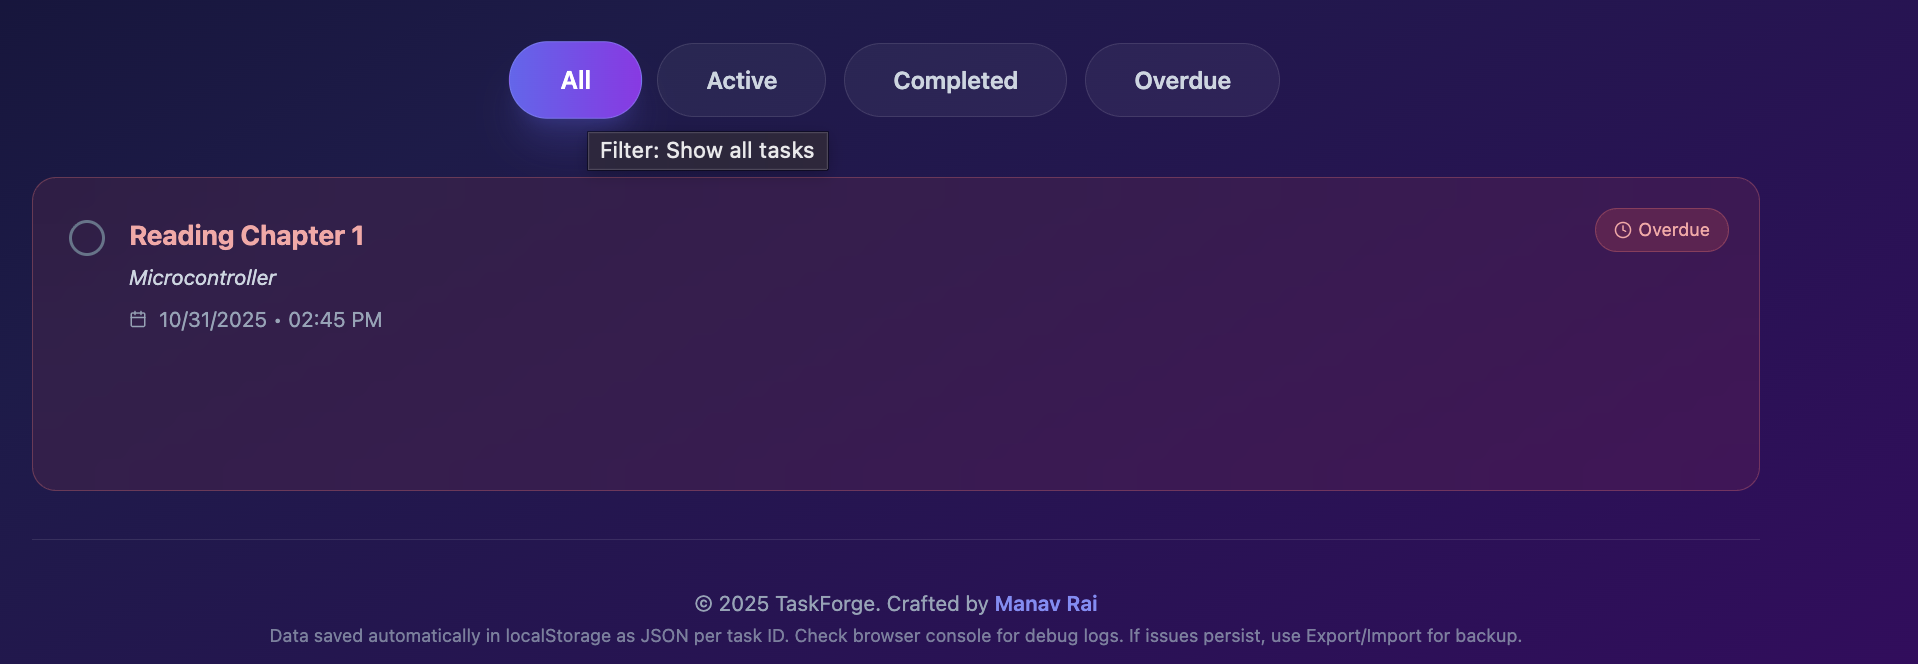 All
Active
Completed
Overdue
Filter: Show all tasks
Reading Chapter 1
Overdue
Microcontroller
10/31/2025 • 02:45 PM
© 2025 TaskForge. Crafted by Manav Rai
Data saved automatically in localStorage as JSON per task ID. Check browser console for debug logs. If issues persist, use Export/Import for backup.